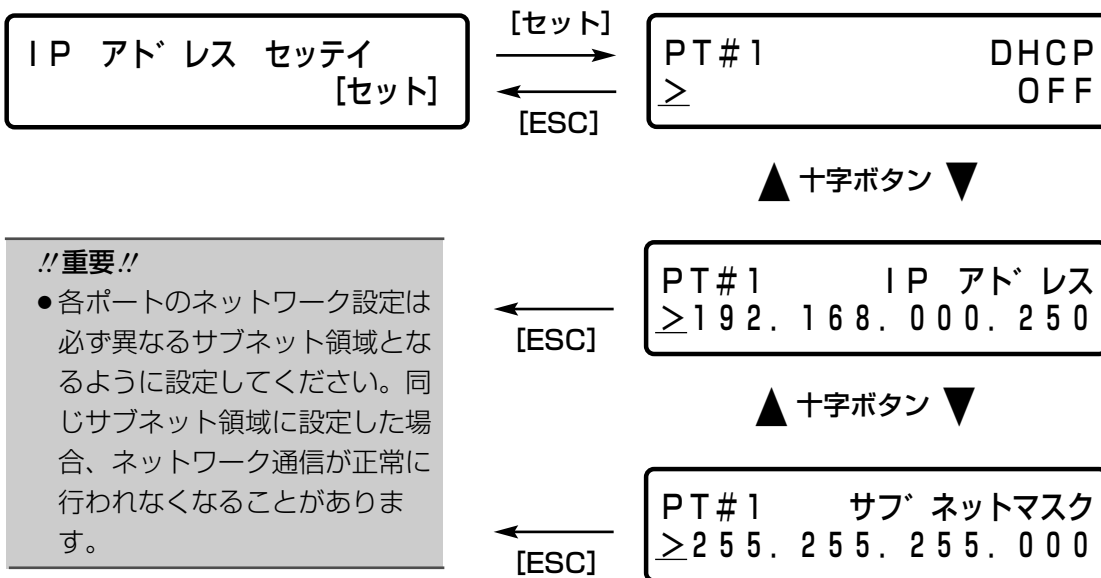 IP アドレス セッテイ
[セット]
[セット]
[ESC]
PT#1 DHCP
> OFF
▲ 十字ボタン ▼
!!重要!!
●各ポートのネットワーク設定は
必ず異なるサブネット領域とな
るように設定してください。同
じサブネット領域に設定した場
合、ネットワーク通信が正常に
行われなくなることがありま
す。
[ESC]
PT#1 IP アドレス
>192.168.000.250
▲ 十字ボタン ▼
[ESC]
PT#1 サブネットマスク
>255.255.255.000